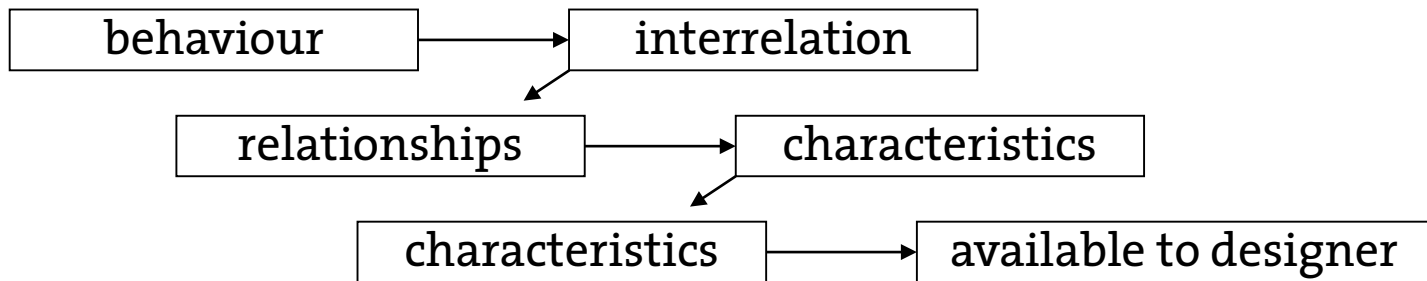 behaviour interrelation
relationships characteristics
characteristics available to designer